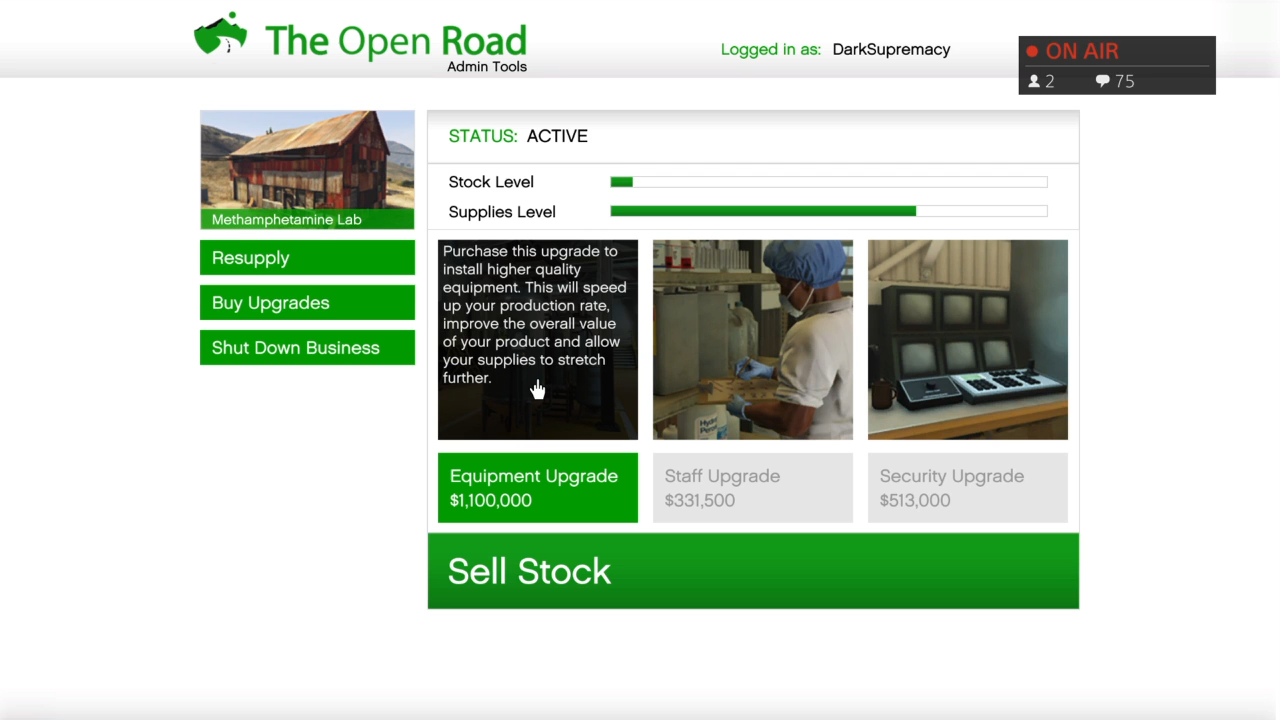 The Open Road
Admin Tools
Logged in as: DarkSupremacy
ON AIR
2 75
Methamphetamine Lab
Resupply
Buy Upgrades
Shut Down Business
STATUS: ACTIVE
Stock Level
Supplies Level
Purchase this upgrade to
install higher quality
equipment. This will speed
up your production rate,
improve the overall value
of your product and allow
your supplies to stretch
further.
Equipment Upgrade
$1,100,000
Staff Upgrade
$331,500
Security Upgrade
$513,000
Sell Stock